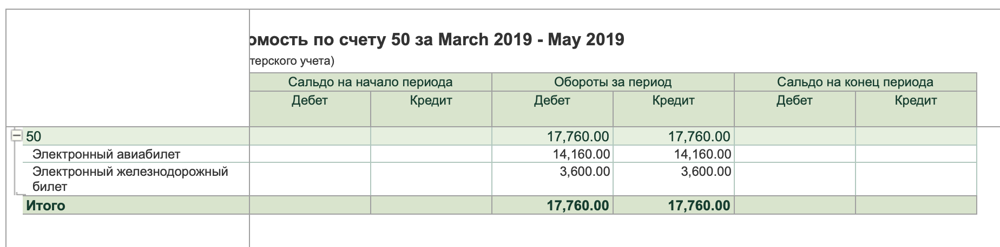 омость по счету 50 за March 2019 - May 2019
терского учета)
Сальдо на начало периода Обороты за период Сальдо на конец периода
Дебет Кредит Дебет Кредит Дебет Кредит
50 17,760.00 17,760.00
Электронный авиабилет 14,160.00 14,160.00
Электронный железнодорожный 3,600.00 3,600.00
билет
Итого 17,760.00 17,760.00